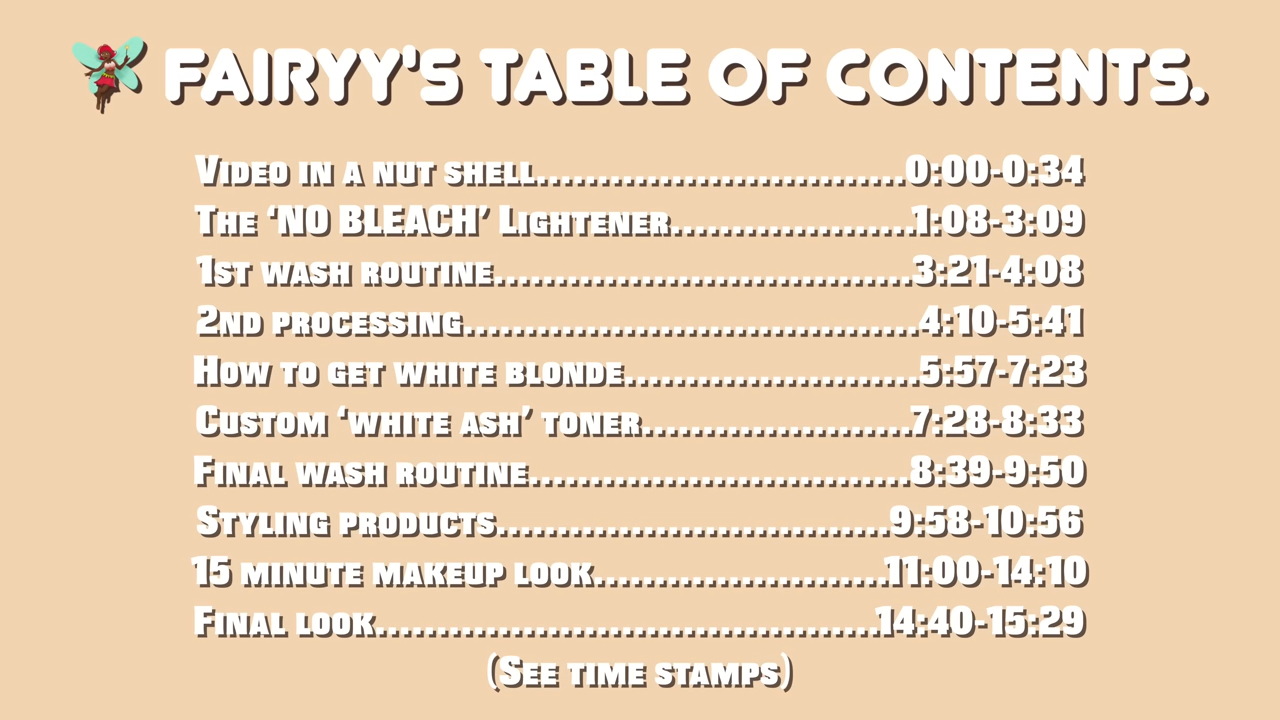 FAIRYY'S TABLE OF CONTENTS.
Video in a nut shell..............................0:00-0:34
The ‘NO BLEACH’ Lightener....................1:08-3:09
1st wash routine..................................3:21-4:08
2nd processing.....................................4:10-5:41
How to get white blonde........................5:57-7:23
Custom ‘white ash’ toner......................7:28-8:33
Final wash routine...............................8:39-9:50
Styling products................................9:58-10:56
15 minute makeup look........................11:00-14:10
Final look.........................................14:40-15:29
(See time stamps)